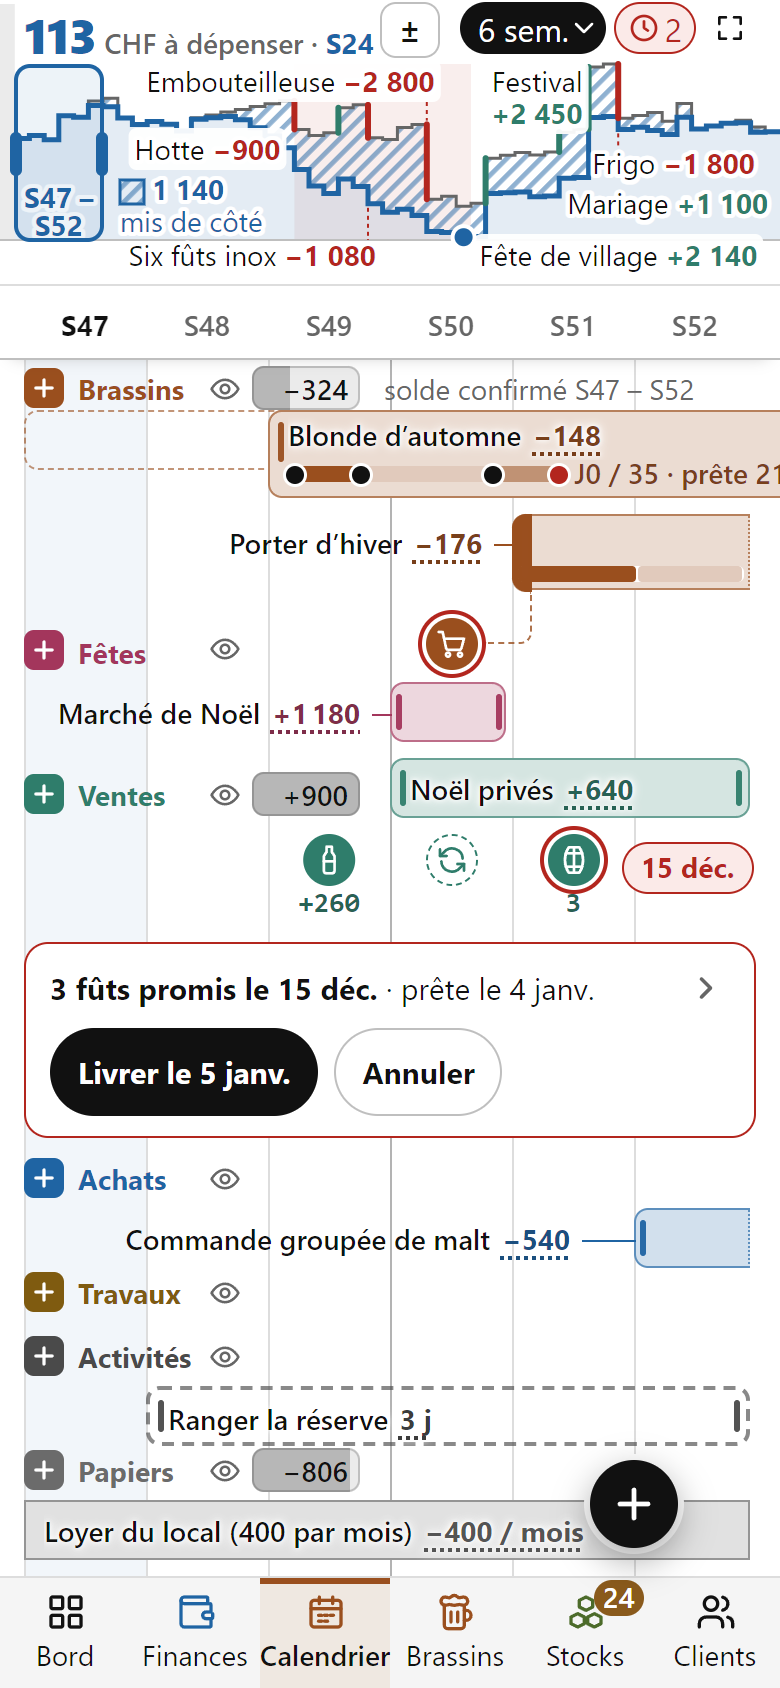 113 CHF à dépenser · S24 ± 6 sem. 2
Embouteilleuse −2 800
Festival
+2 450
Hotte −900
1 140
mis de côté
S47 –
S52
Frigo −1 800
Mariage +1 100
Six fûts inox −1 080
Fête de village +2 140
S47 S48 S49 S50 S51 S52
Brassins −324 solde confirmé S47 – S52
Blonde d’automne −148
J0 / 35 · prête 21
Porter d’hiver −176
Fêtes
Marché de Noël +1 180
Ventes +900 Noël privés +640
15 déc.
+260 3
3 fûts promis le 15 déc. · prête le 4 janv.
Livrer le 5 janv. Annuler
Achats
Commande groupée de malt −540
Travaux
Activités
Ranger la réserve 3 j
Papiers −806
Loyer du local (400 par mois) −400 / mois
24
Bord Finances Calendrier Brassins Stocks Clients